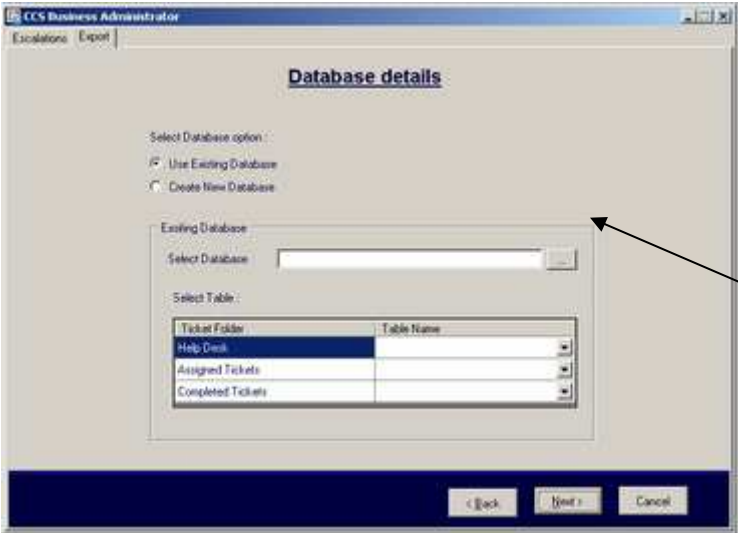 CCS Business Administrator
Escalations Export
Database details
Select Database option :
Use Existing Database
Create New Database
Existing Database
Select Database ...
Select Table :
Ticket Folder Table Name
Help Desk
Assigned Tickets
Completed Tickets
< Back Next > Cancel